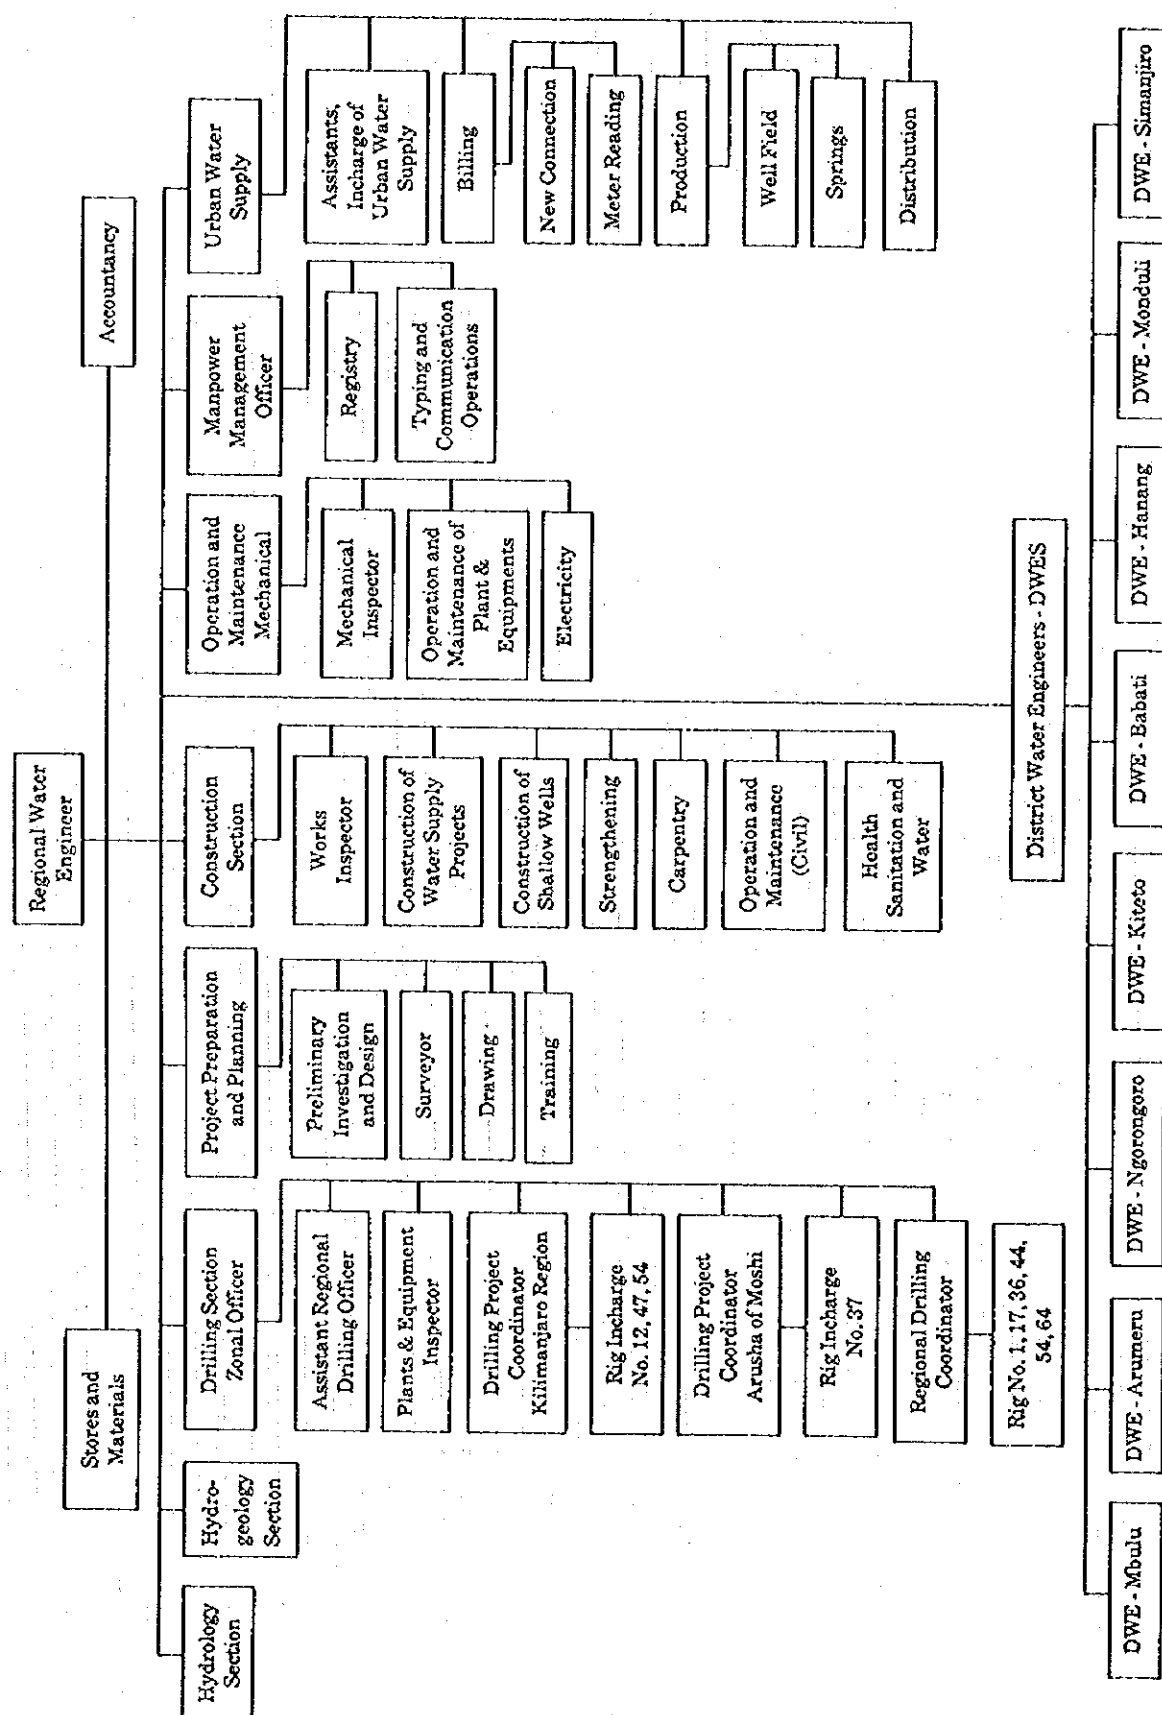 Regional Water
Engineer
Stores and
Materials
Accountancy
Hydrology
Section
Hydro-
geology
Section
Drilling Section
Zonal Officer
Assistant Regional
Drilling Officer
Plants & Equipment
Inspector
Drilling Project
Coordinator
Kilimanjaro Region
Rig Incharge
No. 12, 47, 54
Drilling Project
Coordinator
Arusha of Moshi
Rig Incharge
No. 37
Regional Drilling
Coordinator
Rig No. 1, 17, 36, 44,
54, 64
Project Preparation
and Planning
Preliminary
Investigation
and Design
Surveyor
Drawing
Training
Construction
Section
Works
Inspector
Construction of
Water Supply
Projects
Construction of
Shallow Wells
Strengthening
Carpentry
Operation and
Maintenance
(Civil)
Health
Sanitation and
Water
Operation and
Maintenance
Mechanical
Mechanical
Inspector
Operation and
Maintenance of
Plant &
Equipments
Electricity
Manpower
Management
Officer
Registry
Typing and
Communication
Operations
Urban Water
Supply
Assistants,
Incharge of
Urban Water
Supply
Billing
New Connection
Meter Reading
Production
Well Field
Springs
Distribution
District Water Engineers - DWES
DWE - Mbulu
DWE - Arumeru
DWE - Ngorongoro
DWE - Kiteto
DWE - Babati
DWE - Hanang
DWE - Monduli
DWE - Simanjiro